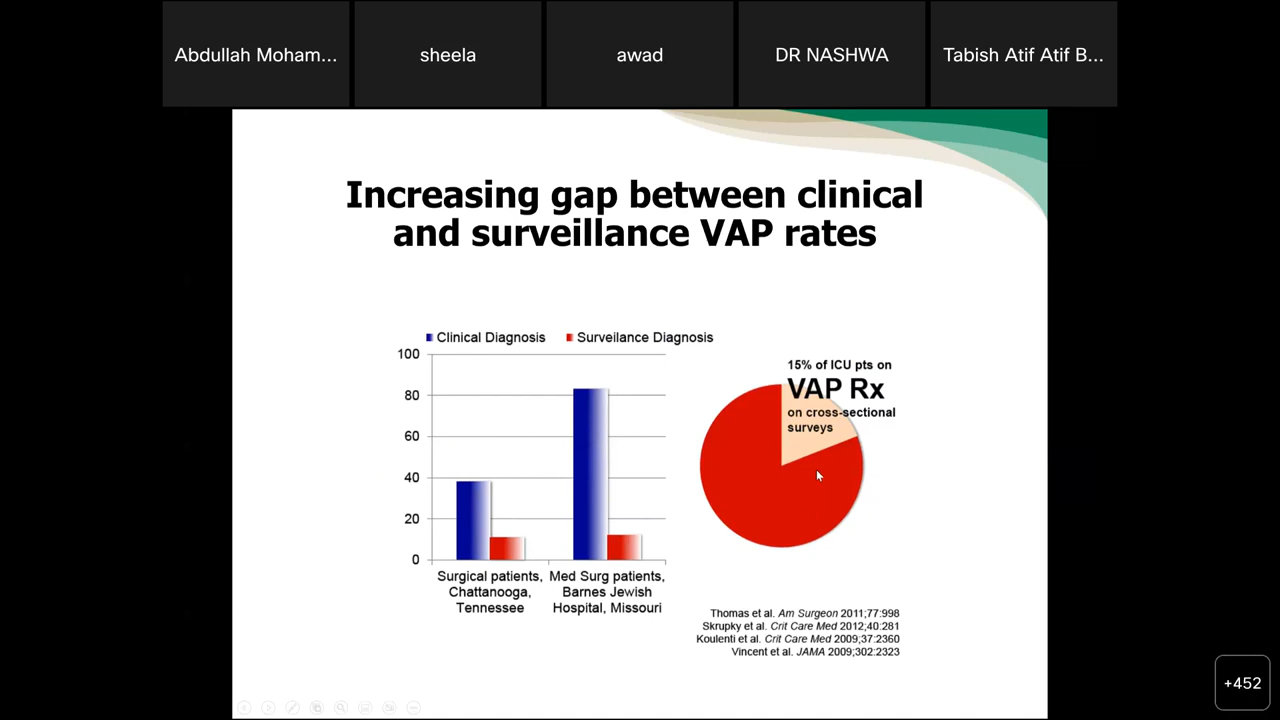 Abdullah Moham...
sheela
awad
DR NASHWA
Tabish Atif Atif B...
Increasing gap between clinical
and surveillance VAP rates
Clinical Diagnosis
Surveilance Diagnosis
100
80
60
40
20
0
Surgical patients,
Chattanooga,
Tennessee
Med Surg patients,
Barnes Jewish
Hospital, Missouri
15% of ICU pts on
VAP Rx
on cross-sectional
surveys
Thomas et al. Am Surgeon 2011;77:998
Skrupky et al. Crit Care Med 2012;40:281
Koulenti et al. Crit Care Med 2009;37:2360
Vincent et al. JAMA 2009;302:2323
+452